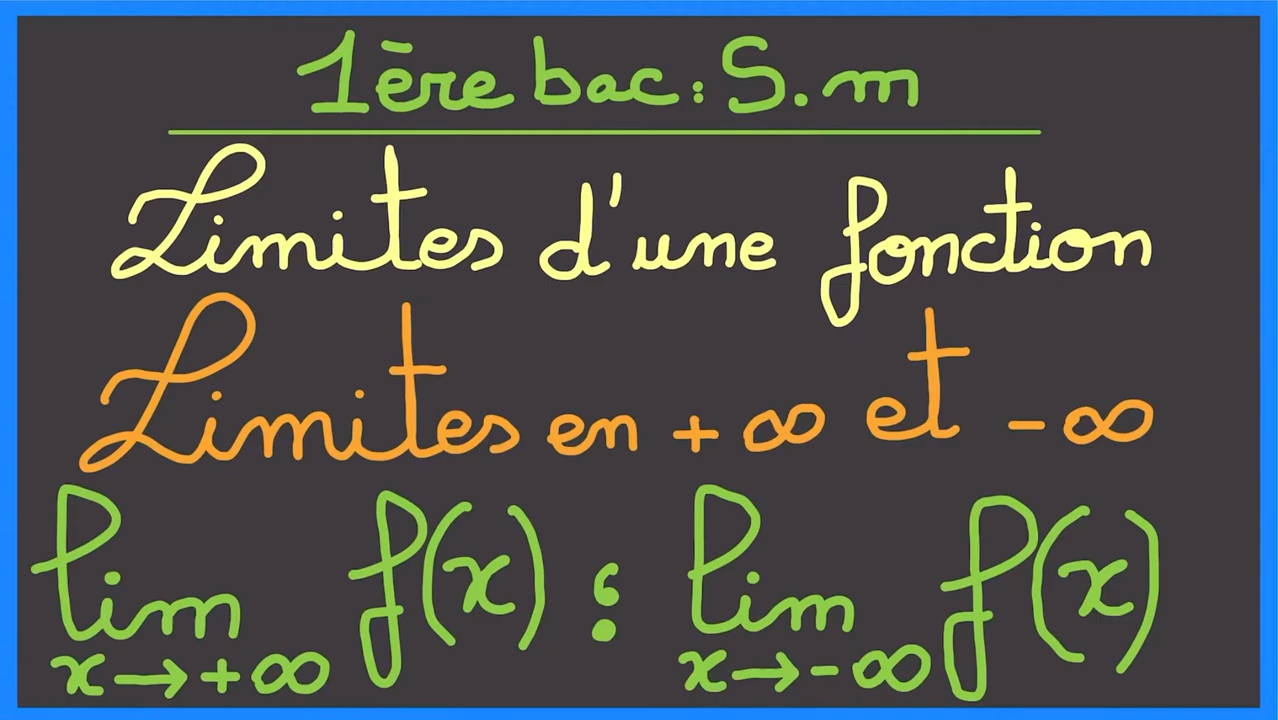 1ère bac : S.m
Limites d'une fonction
Limites en +∞ et -∞
lim f(x) ; lim f(x)
x→+∞ x→-∞